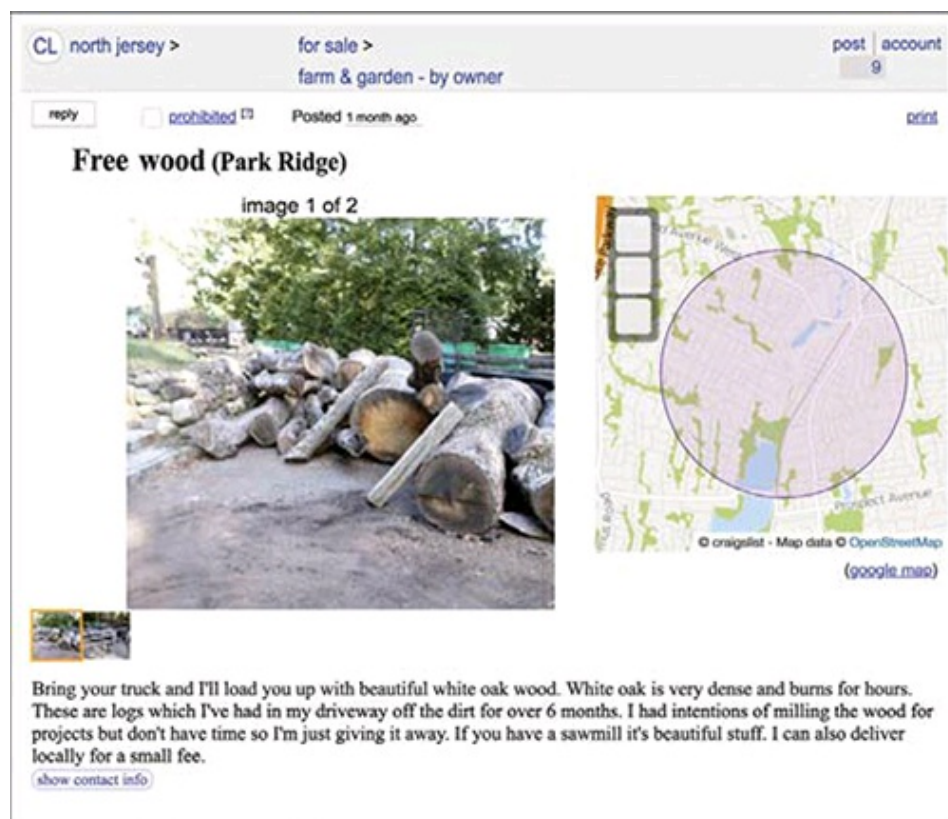 CL north jersey > for sale > post account
farm & garden - by owner 9
reply prohibited [?] Posted 1 month ago print
Free wood (Park Ridge)
image 1 of 2
Avenue West
Prospect Avenue
Road
© craigslist - Map data © OpenStreetMap
(google map)
Bring your truck and I'll load you up with beautiful white oak wood. White oak is very dense and burns for hours.
These are logs which I've had in my driveway off the dirt for over 6 months. I had intentions of milling the wood for
projects but don't have time so I'm just giving it away. If you have a sawmill it's beautiful stuff. I can also deliver
locally for a small fee.
show contact info